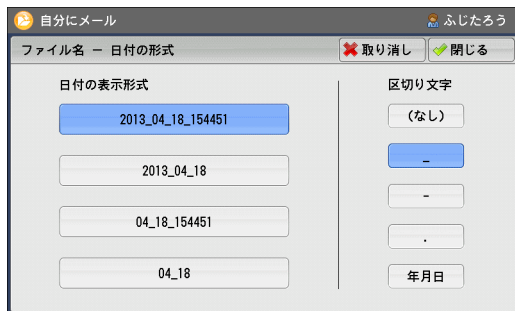 自分にメール
ふじたろう
ファイル名 － 日付の形式
取り消し
閉じる
日付の表示形式
2013_04_18_154451
2013_04_18
04_18_154451
04_18
区切り文字
(なし)
_
-
.
年月日